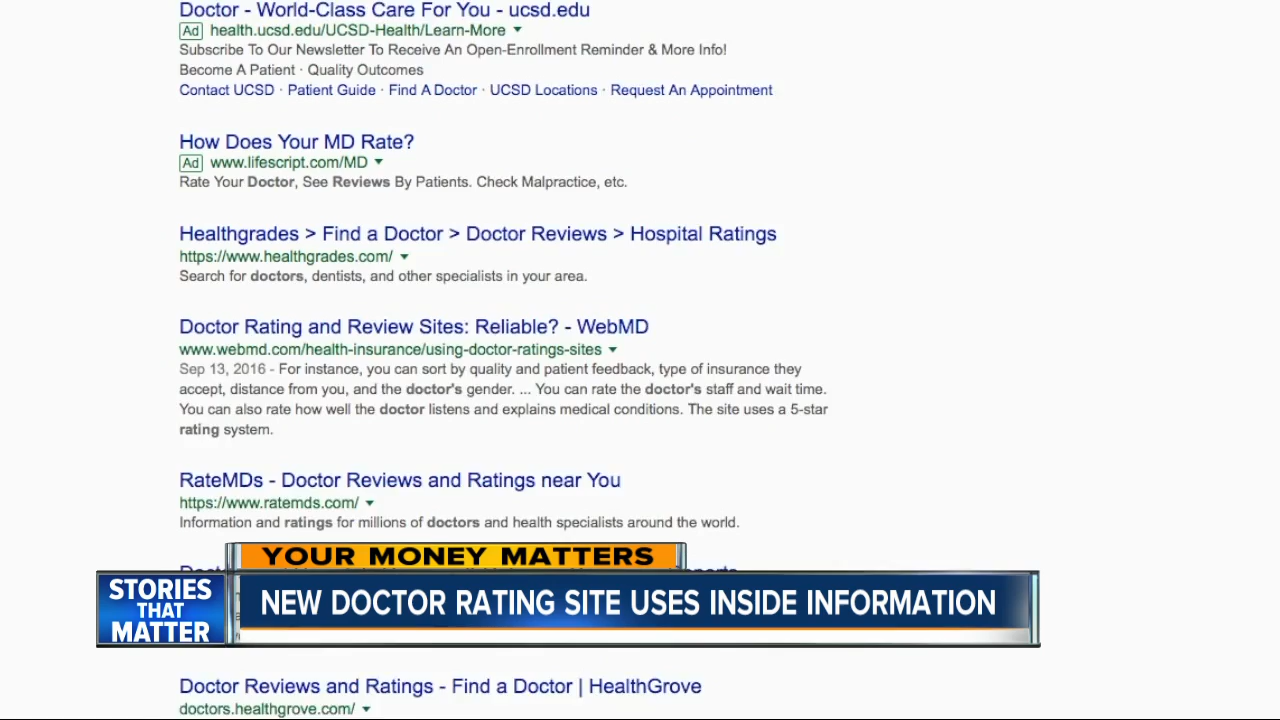 Doctor - World-Class Care For You - ucsd.edu
Ad health.ucsd.edu/UCSD-Health/Learn-More
Subscribe To Our Newsletter To Receive An Open-Enrollment Reminder & More Info!
Become A Patient · Quality Outcomes
Contact UCSD · Patient Guide · Find A Doctor · UCSD Locations · Request An Appointment
How Does Your MD Rate?
Ad www.lifescript.com/MD
Rate Your Doctor, See Reviews By Patients. Check Malpractice, etc.
Healthgrades > Find a Doctor > Doctor Reviews > Hospital Ratings
https://www.healthgrades.com/
Search for doctors, dentists, and other specialists in your area.
Doctor Rating and Review Sites: Reliable? - WebMD
www.webmd.com/health-insurance/using-doctor-ratings-sites
Sep 13, 2016 - For instance, you can sort by quality and patient feedback, type of insurance they
accept, distance from you, and the doctor's gender. ... You can rate the doctor's staff and wait time.
You can also rate how well the doctor listens and explains medical conditions. The site uses a 5-star
rating system.
RateMDs - Doctor Reviews and Ratings near You
https://www.ratemds.com/
Information and ratings for millions of doctors and health specialists around the world.
YOUR MONEY MATTERS
STORIES
THAT
MATTER
NEW DOCTOR RATING SITE USES INSIDE INFORMATION
Doctor Reviews and Ratings - Find a Doctor | HealthGrove
doctors.healthgrove.com/